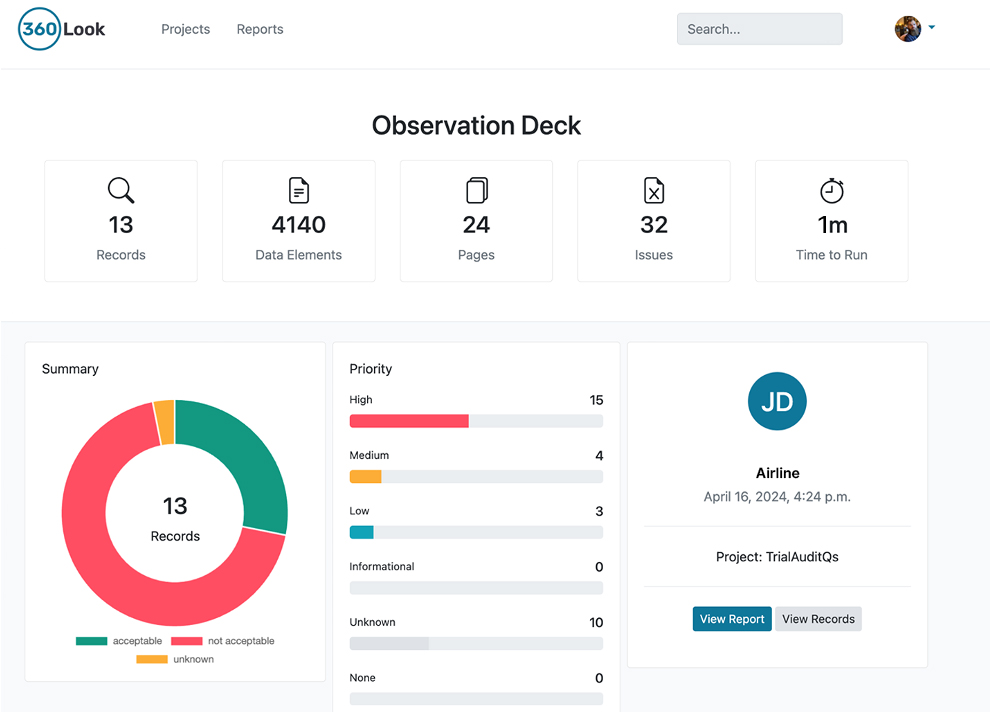 360 Look
Projects
Reports
Search...
Observation Deck
13
Records
4140
Data Elements
24
Pages
32
Issues
1m
Time to Run
Summary
13
Records
acceptable
not acceptable
unknown
Priority
High 15
Medium 4
Low 3
Informational 0
Unknown 10
None 0
JD
Airline
April 16, 2024, 4:24 p.m.
Project: TrialAuditQs
View Report
View Records